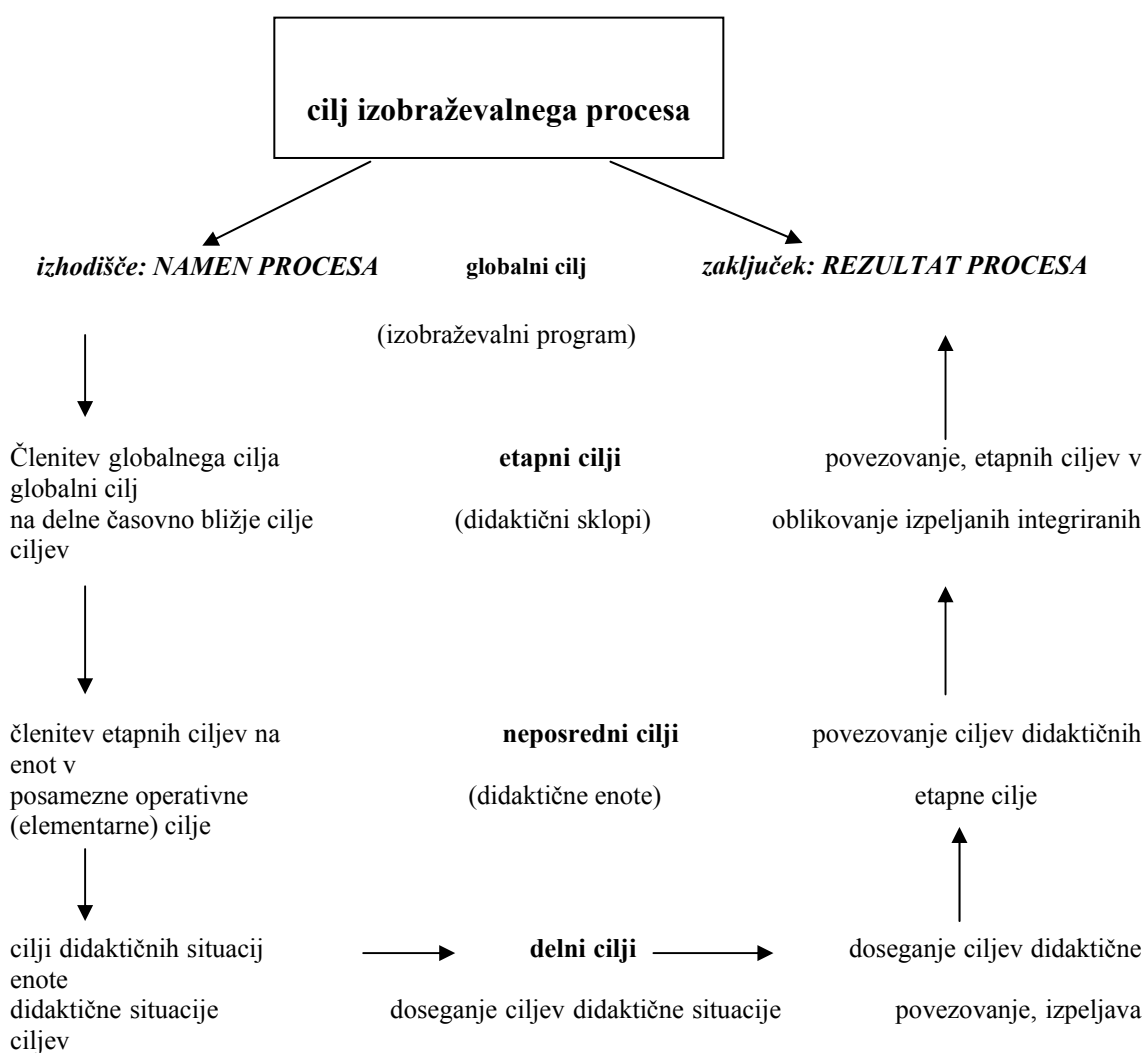 cilj izobraževalnega procesa
izhodišče: NAMEN PROCESA globalni cilj zaključek: REZULTAT PROCESA
(izobraževalni program)
Členitev globalnega cilja etapni cilji povezovanje, etapnih ciljev v
globalni cilj
na delne časovno bližje cilje (didaktični sklopi) oblikovanje izpeljanih integriranih
ciljev
členitev etapnih ciljev na neposredni cilji povezovanje ciljev didaktičnih
enot v
posamezne operativne (didaktične enote) etapne cilje
(elementarne) cilje
cilji didaktičnih situacij delni cilji doseganje ciljev didaktične
enote
didaktične situacije doseganje ciljev didaktične situacije povezovanje, izpeljava
ciljev